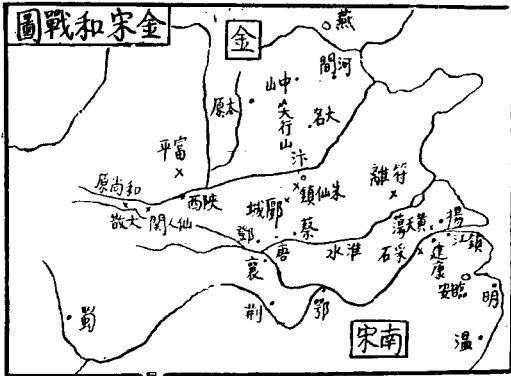 金宋和戰圖
金
燕
河間
中山
太原
大名
行山
富平
汴
朱仙鎮
符離
陝西
郾城
和尚原
大散
仙人關
鄧
蔡
唐
襄
淮水
黃天蕩
揚
鎮江
建康
采石
臨安
明
溫
荊
鄂
蜀
南宋